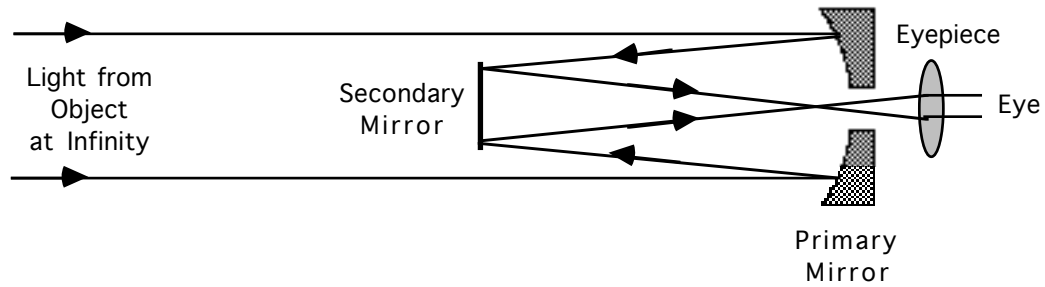 Light from
Object
at Infinity
Secondary
Mirror
Eyepiece
Eye
Primary
Mirror